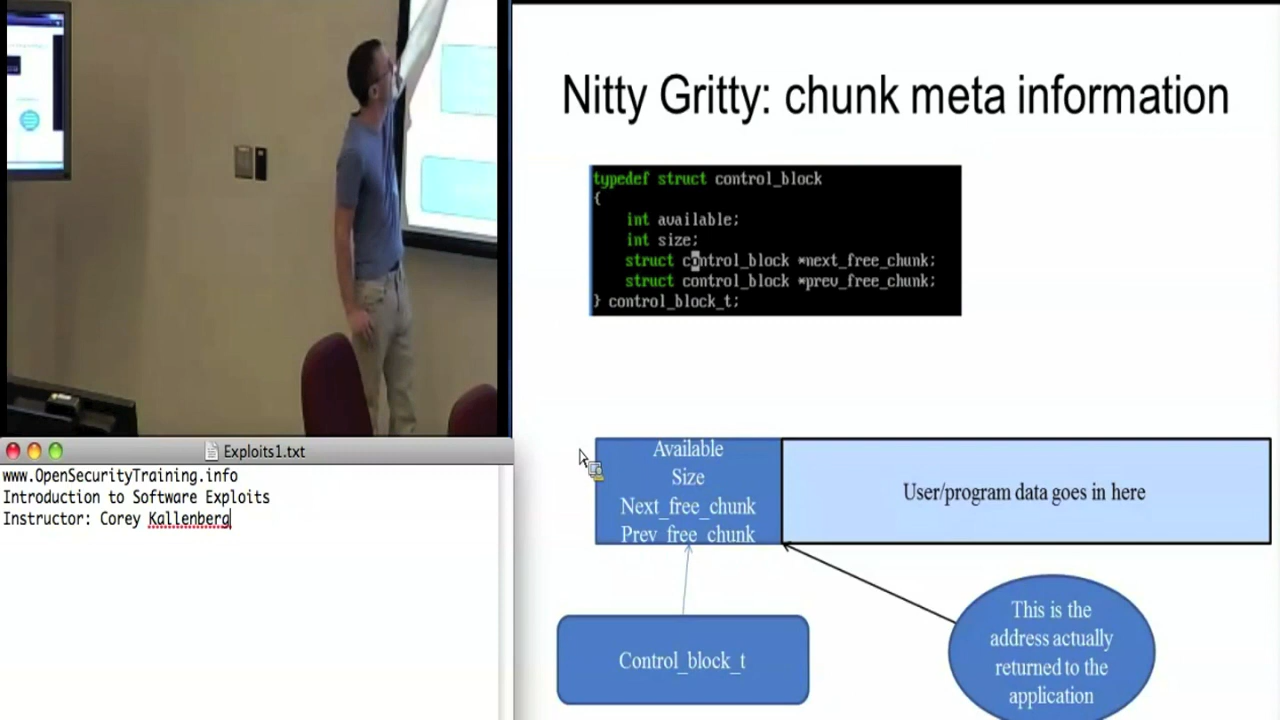 Nitty Gritty: chunk meta information
typedef struct control_block
{
int available;
int size;
struct control_block *next_free_chunk;
struct control_block *prev_free_chunk;
} control_block_t;
Available
Size
Next_free_chunk
Prev_free_chunk
User/program data goes in here
Control_block_t
This is the
address actually
returned to the
application
Exploits1.txt
www.OpenSecurityTraining.info
Introduction to Software Exploits
Instructor: Corey Kallenberg